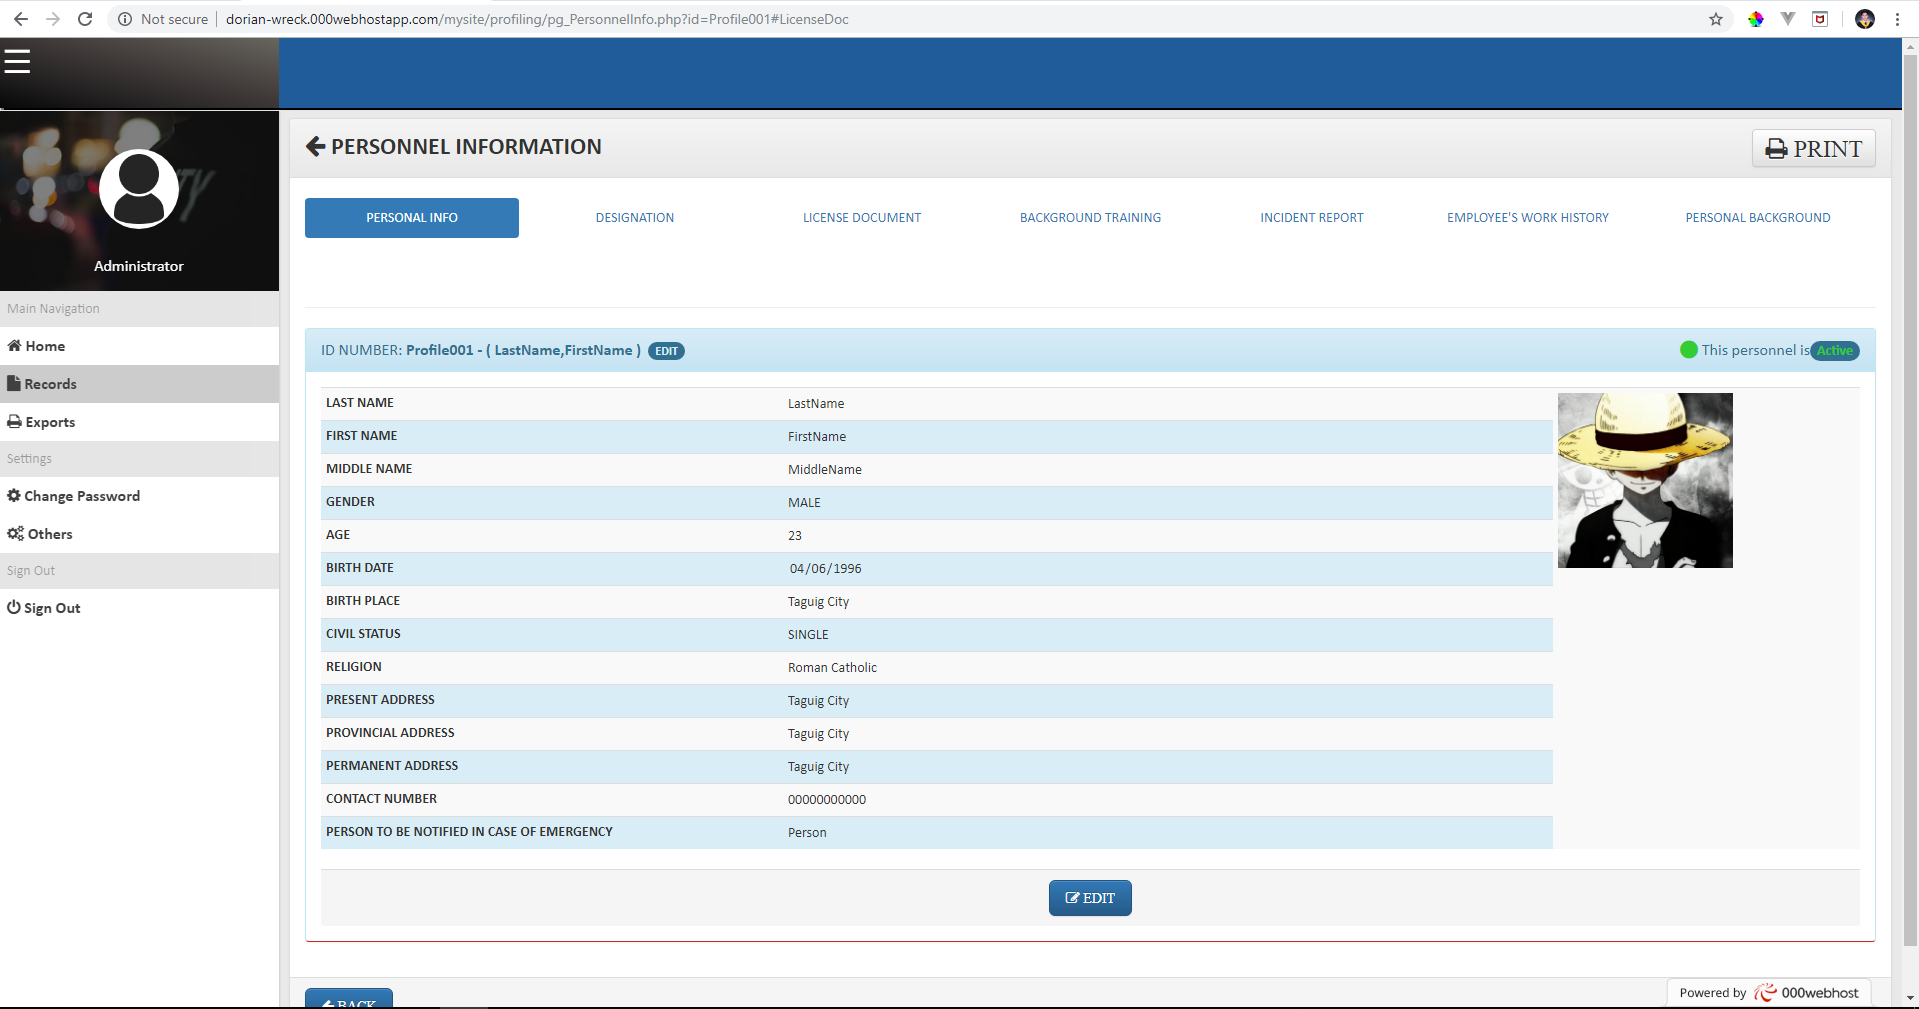 Not secure | dorian-wreck.000webhostapp.com/mysite/profiling/pg_PersonnelInfo.php?id=Profile001#LicenseDoc
Administrator
Main Navigation
Home
Records
Exports
Settings
Change Password
Others
Sign Out
Sign Out
PERSONNEL INFORMATION
PRINT
PERSONAL INFO DESIGNATION LICENSE DOCUMENT BACKGROUND TRAINING INCIDENT REPORT EMPLOYEE'S WORK HISTORY PERSONAL BACKGROUND
ID NUMBER: Profile001 - ( LastName,FirstName ) EDIT This personnel is Active
LAST NAME LastName
FIRST NAME FirstName
MIDDLE NAME MiddleName
GENDER MALE
AGE 23
BIRTH DATE 04/06/1996
BIRTH PLACE Taguig City
CIVIL STATUS SINGLE
RELIGION Roman Catholic
PRESENT ADDRESS Taguig City
PROVINCIAL ADDRESS Taguig City
PERMANENT ADDRESS Taguig City
CONTACT NUMBER 00000000000
PERSON TO BE NOTIFIED IN CASE OF EMERGENCY Person
EDIT
BACK
Powered by 000webhost